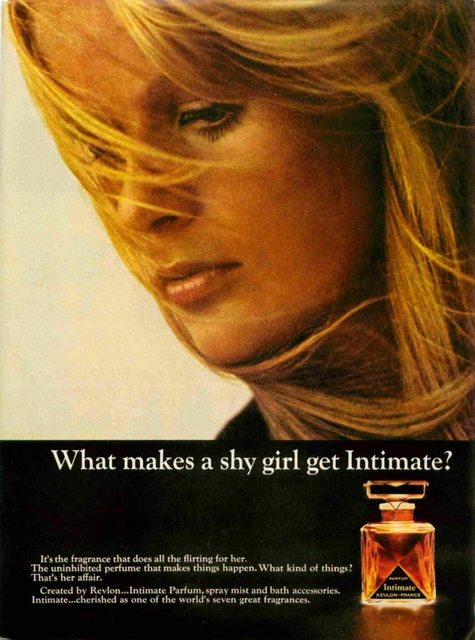 What makes a shy girl get Intimate?
It's the fragrance that does all the flirting for her.
The uninhibited perfume that makes things happen. What kind of things?
That's her affair.
Created by Revlon...Intimate Parfum, spray mist and bath accessories.
Intimate...cherished as one of the world's seven great fragrances.
PARFUM
Intimate
REVLON-FRANCE